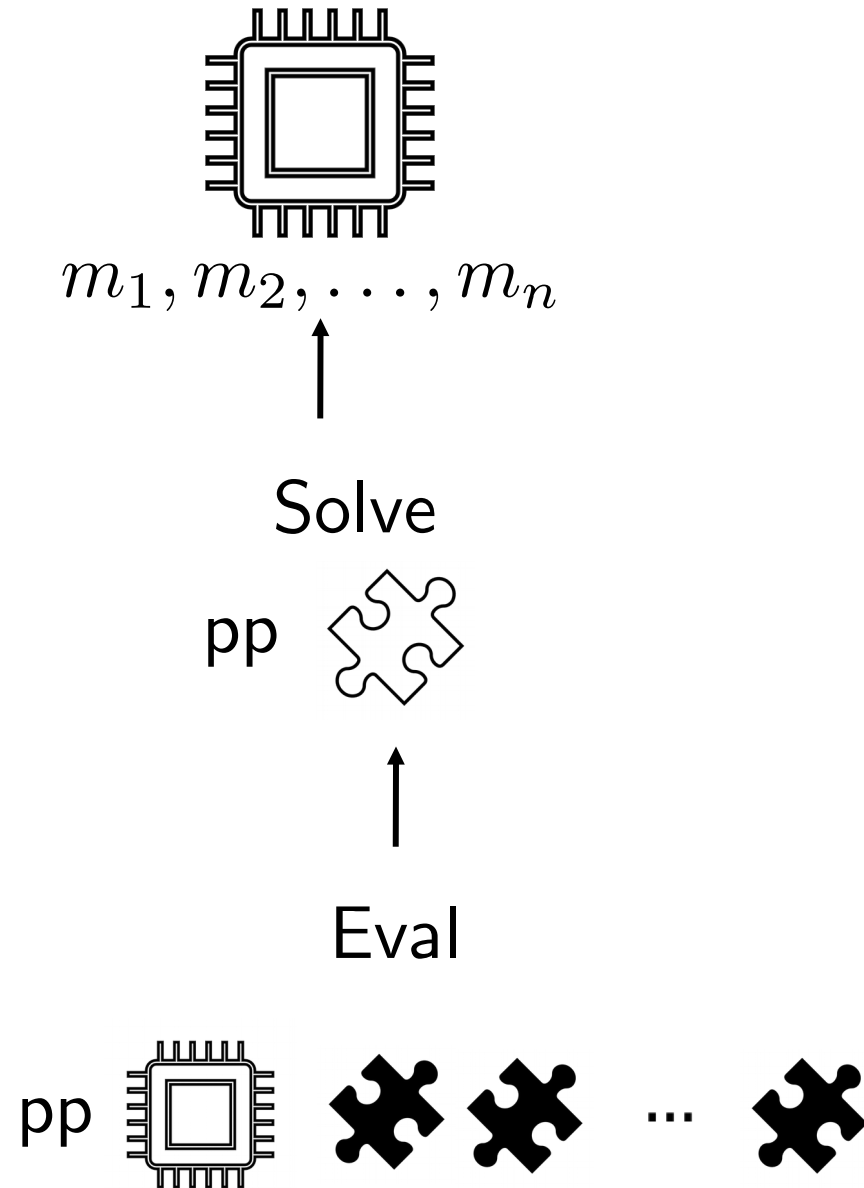 m₁, m₂, . . . , mₙ
Solve
pp
Eval
pp ...